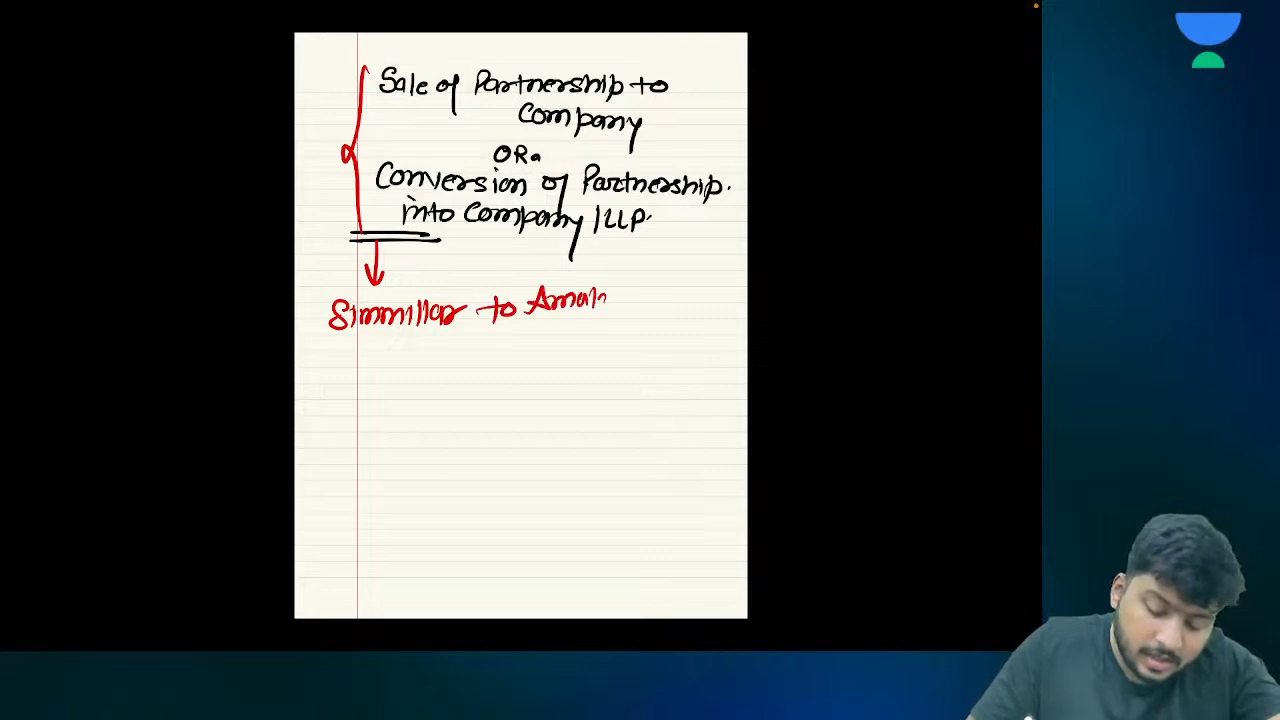 Sale of Partnership to
Company
OR
Conversion of Partnership.
into Company / LLP.
Simmillar to Amal